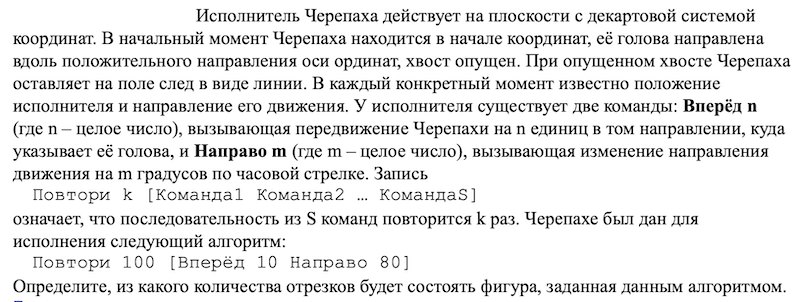 Исполнитель Черепаха действует на плоскости с декартовой системой
координат. В начальный момент Черепаха находится в начале координат, её голова направлена
вдоль положительного направления оси ординат, хвост опущен. При опущенном хвосте Черепаха
оставляет на поле след в виде линии. В каждый конкретный момент известно положение
исполнителя и направление его движения. У исполнителя существует две команды: Вперёд n
(где n – целое число), вызывающая передвижение Черепахи на n единиц в том направлении, куда
указывает её голова, и Направо m (где m – целое число), вызывающая изменение направления
движения на m градусов по часовой стрелке. Запись
Повтори k [Команда1 Команда2 … КомандаS]
означает, что последовательность из S команд повторится k раз. Черепахе был дан для
исполнения следующий алгоритм:
Повтори 100 [Вперёд 10 Направо 80]
Определите, из какого количества отрезков будет состоять фигура, заданная данным алгоритмом.